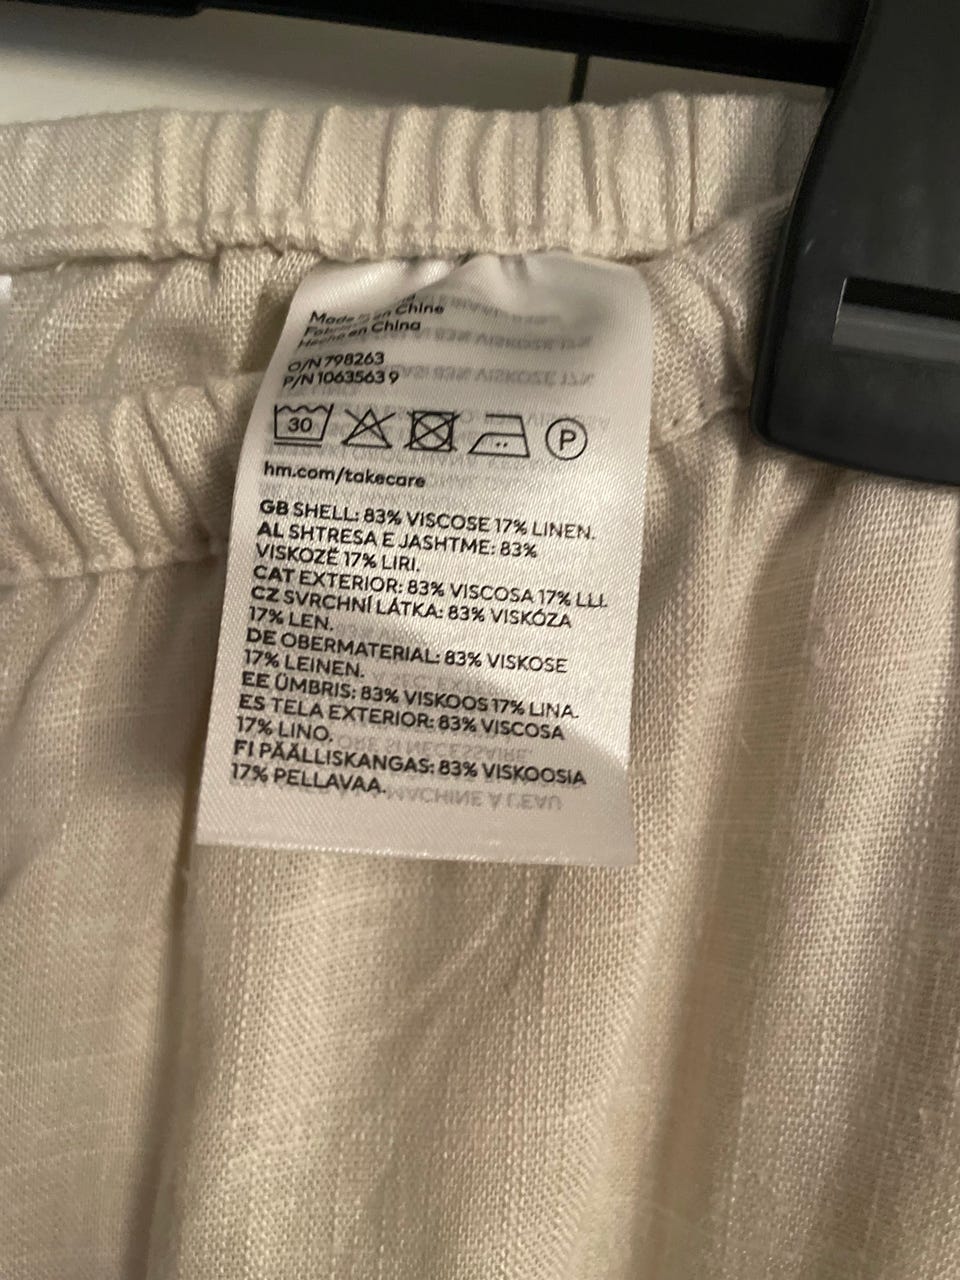 Made en Chine
en China
Hecho en China
O/N 798263
P/N 1063563 9
30
P
hm.com/takecare
GB SHELL: 83% VISCOSE 17% LINEN.
AL SHTRESA E JASHTME: 83%
VISKOZË 17% LIRI.
CAT EXTERIOR: 83% VISCOSA 17% LLI.
CZ SVRCHNÍ LÁTKA: 83% VISKÓZA
17% LEN.
DE OBERMATERIAL: 83% VISKOSE
17% LEINEN.
EE ÜMBRIS: 83% VISKOOS 17% LINA.
ES TELA EXTERIOR: 83% VISCOSA
17% LINO.
FI PÄÄLLISKANGAS: 83% VISKOOSIA
17% PELLAVAA.